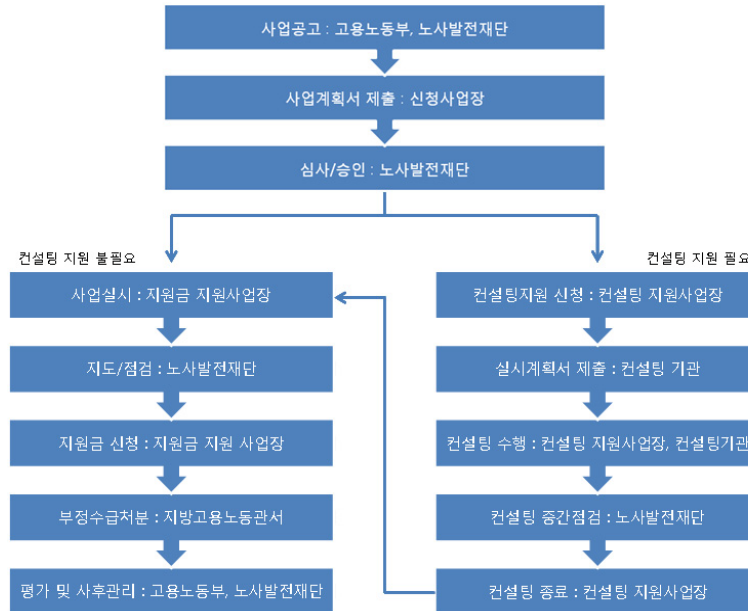 사업공고 : 고용노동부, 노사발전재단
사업계획서 제출 : 신청사업장
심사/승인 : 노사발전재단
컨설팅 지원 불필요
사업실시 : 지원금 지원사업장
지도/점검 : 노사발전재단
지원금 신청 : 지원금 지원 사업장
부정수급처분 : 지방고용노동관서
평가 및 사후관리 : 고용노동부, 노사발전재단
컨설팅 지원 필요
컨설팅지원 신청 : 컨설팅 지원사업장
실시계획서 제출 : 컨설팅 기관
컨설팅 수행 : 컨설팅 지원사업장, 컨설팅기관
컨설팅 중간점검 : 노사발전재단
컨설팅 종료 : 컨설팅 지원사업장